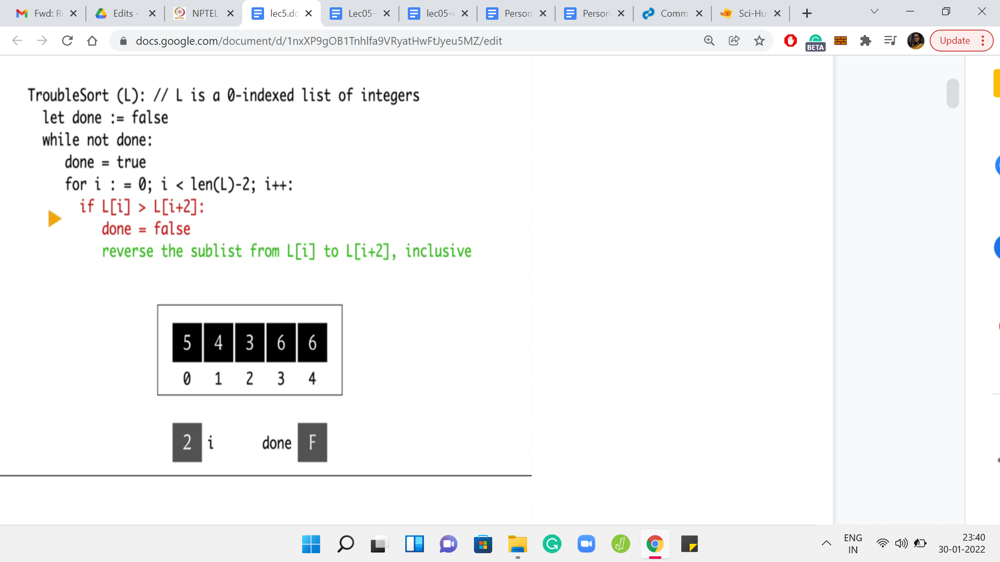 Fwd: Re
Edits -
NPTEL
lec5.do
Lec05-
lec05-v
Person
Person
Comm
Sci-Hu
docs.google.com/document/d/1nxXP9gOB1Tnhlfa9VRyatHwFtJyeu5MZ/edit
BETA
Update
TroubleSort (L): // L is a 0-indexed list of integers
let done := false
while not done:
done = true
for i : = 0; i < len(L)-2; i++:
if L[i] > L[i+2]:
done = false
reverse the sublist from L[i] to L[i+2], inclusive
5 4 3 6 6
0 1 2 3 4
2 i done F
ENG
IN
23:40
30-01-2022